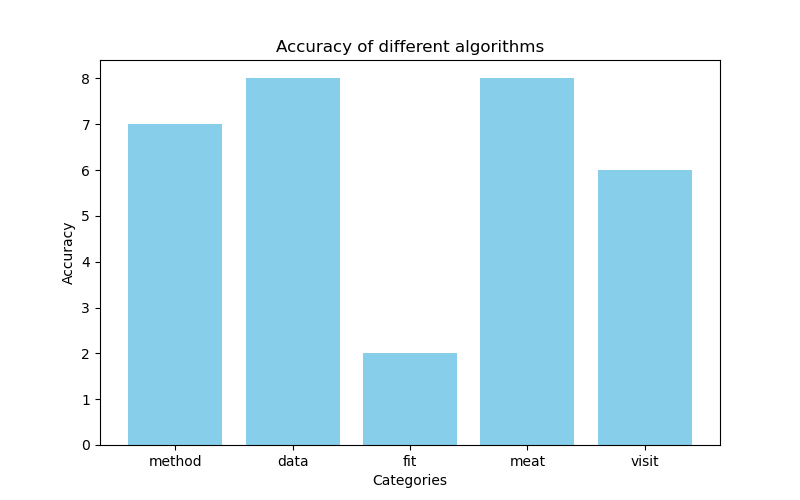 Accuracy of different algorithms
Accuracy
8
7
6
5
4
3
2
1
0
method data fit meat visit
Categories